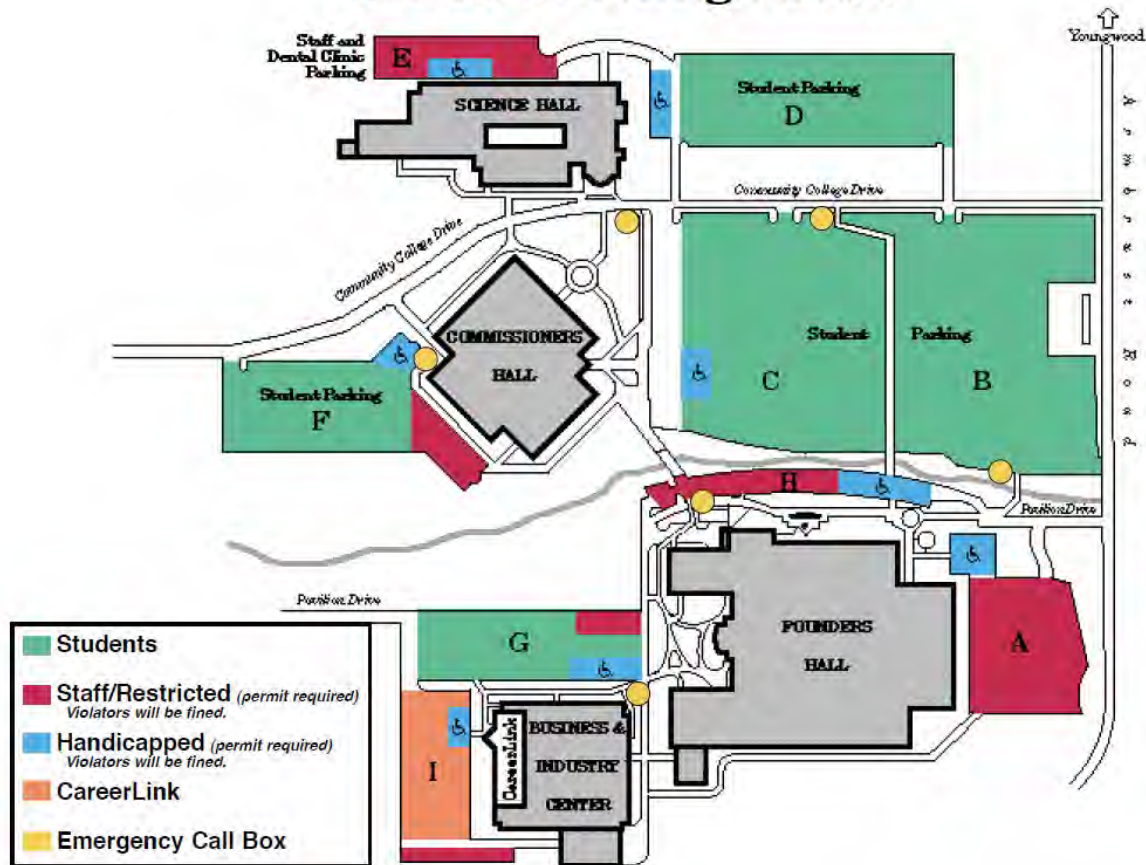 Youngwood
Staff and
Dental Clinic
Parking
E
SCIENCE HALL
Student Parking
D
Community College Drive
Community College Drive
COMMISSIONERS
HALL
Student
Parking
C
B
Student Parking
F
H
Pavilion Drive
Pavilion Drive
G
FOUNDERS
HALL
A
I
CareerLink
BUSINESS &
INDUSTRY
CENTER
Students
Staff/Restricted (permit required)
Violators will be fined.
Handicapped (permit required)
Violators will be fined.
CareerLink
Emergency Call Box